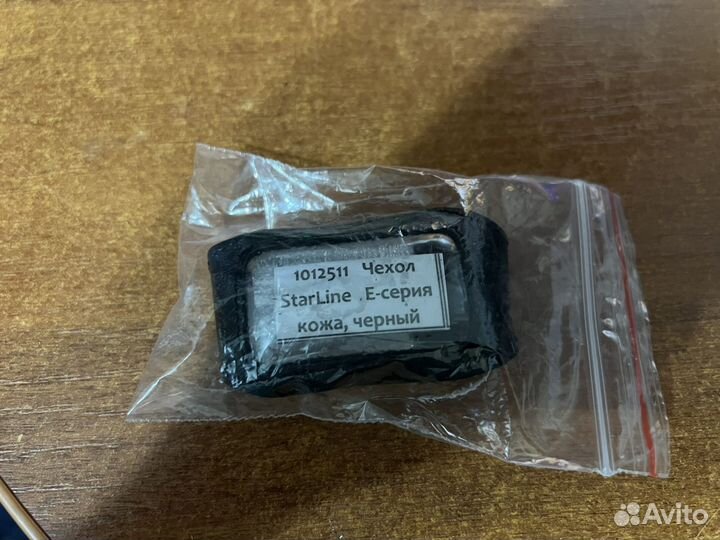 1012511 Чехол
StarLine E-серия
кожа, черный
Avito